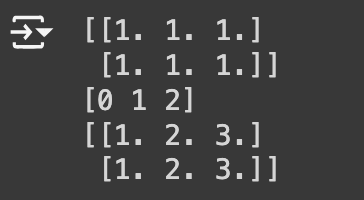 [[1. 1. 1.]
 [1. 1. 1.]]
[0 1 2]
[[1. 2. 3.]
 [1. 2. 3.]]